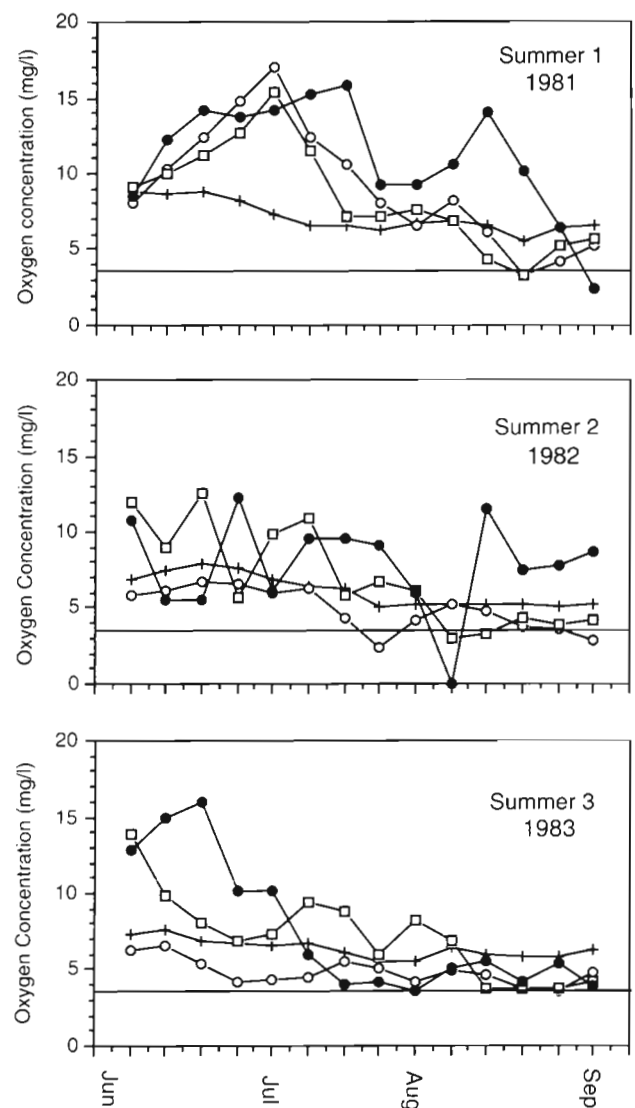 20
15
10
5
0
Oxygen concentration (mg/l)
Summer 1
1981
20
15
10
5
0
Oxygen Concentration (mg/l)
Summer 2
1982
20
15
10
5
0
Oxygen Concentration (mg/l)
Summer 3
1983
Jun
Jul
Aug
Sep